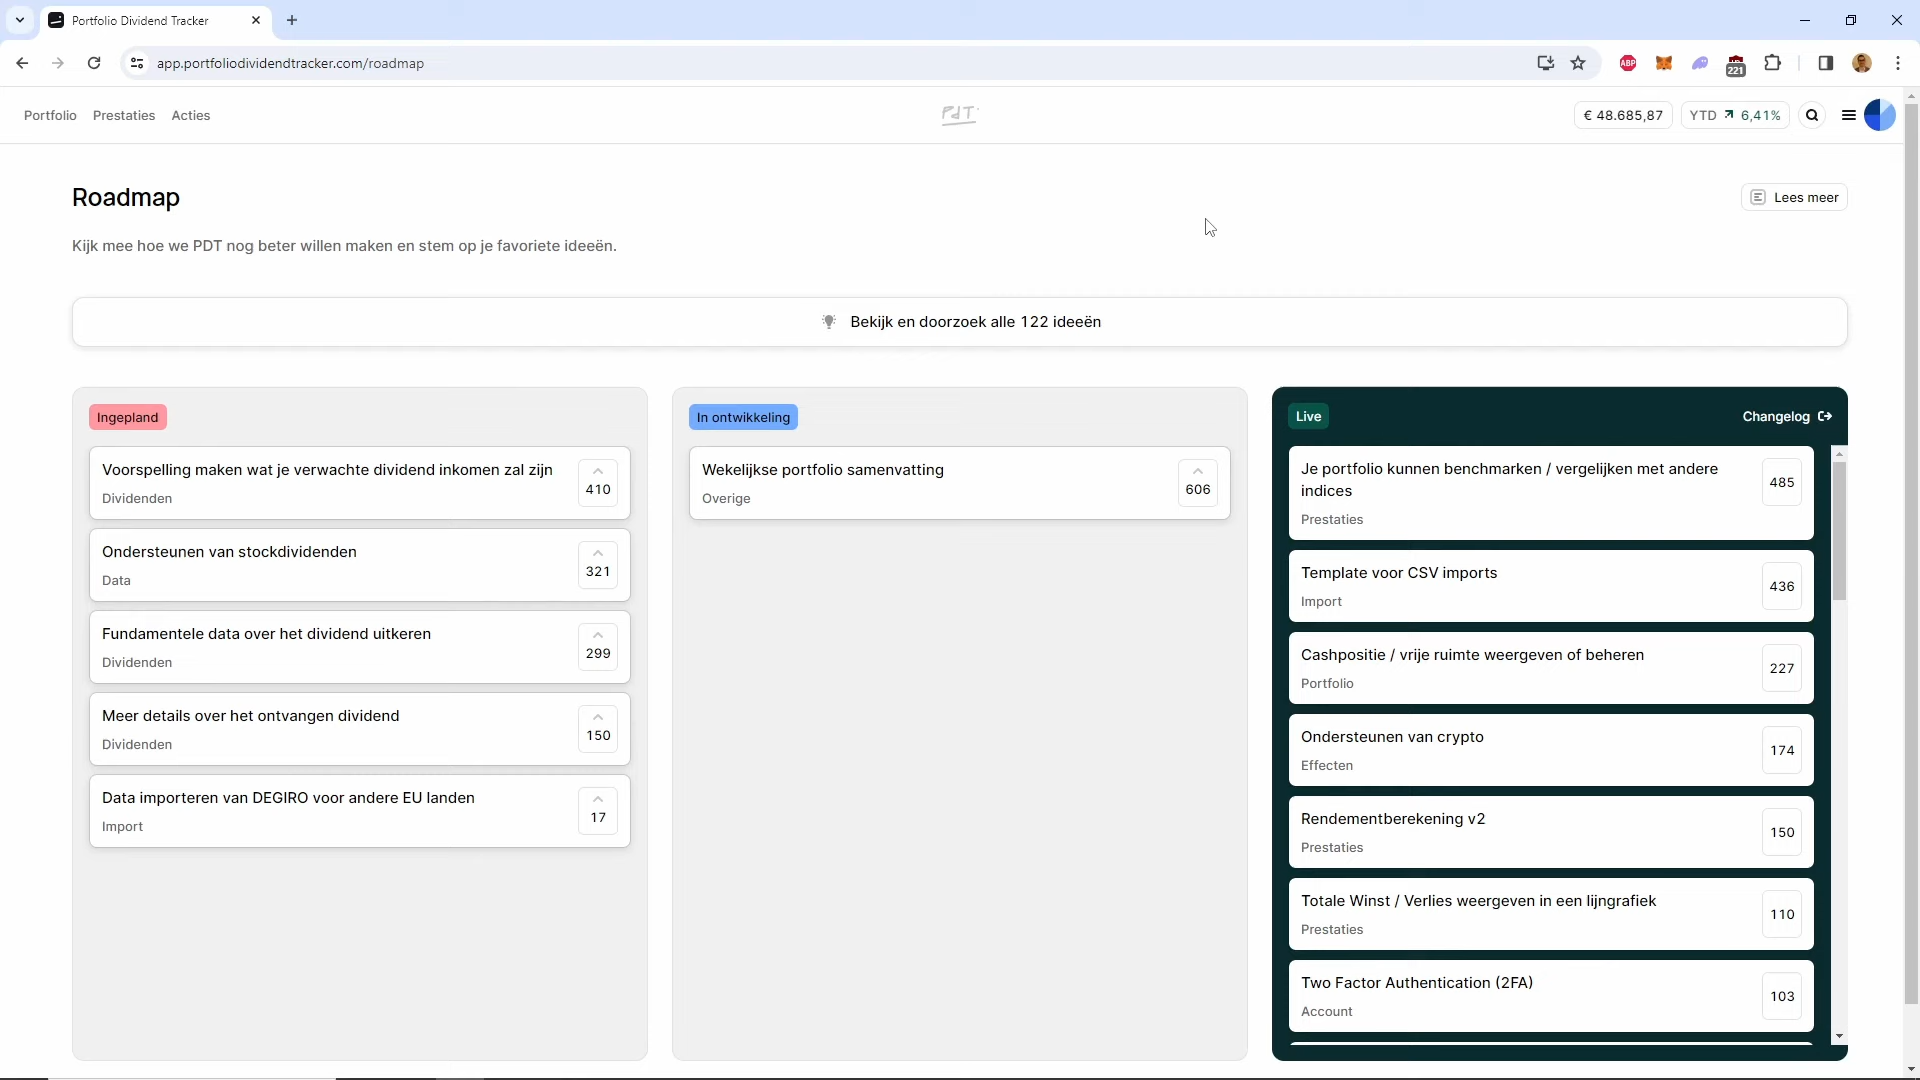 Portfolio Dividend Tracker
app.portfoliodividendtracker.com/roadmap
ABP
221
Portfolio
Prestaties
Acties
PDT
€ 48.685,87
YTD 6,41%
Roadmap
Lees meer
Kijk mee hoe we PDT nog beter willen maken en stem op je favoriete ideeën.
Bekijk en doorzoek alle 122 ideeën
Ingepland
Voorspelling maken wat je verwachte dividend inkomen zal zijn
Dividenden
410
Ondersteunen van stockdividenden
Data
321
Fundamentele data over het dividend uitkeren
Dividenden
299
Meer details over het ontvangen dividend
Dividenden
150
Data importeren van DEGIRO voor andere EU landen
Import
17
In ontwikkeling
Wekelijkse portfolio samenvatting
Overige
606
Live
Changelog
Je portfolio kunnen benchmarken / vergelijken met andere
indices
Prestaties
485
Template voor CSV imports
Import
436
Cashpositie / vrije ruimte weergeven of beheren
Portfolio
227
Ondersteunen van crypto
Effecten
174
Rendementberekening v2
Prestaties
150
Totale Winst / Verlies weergeven in een lijngrafiek
Prestaties
110
Two Factor Authentication (2FA)
Account
103